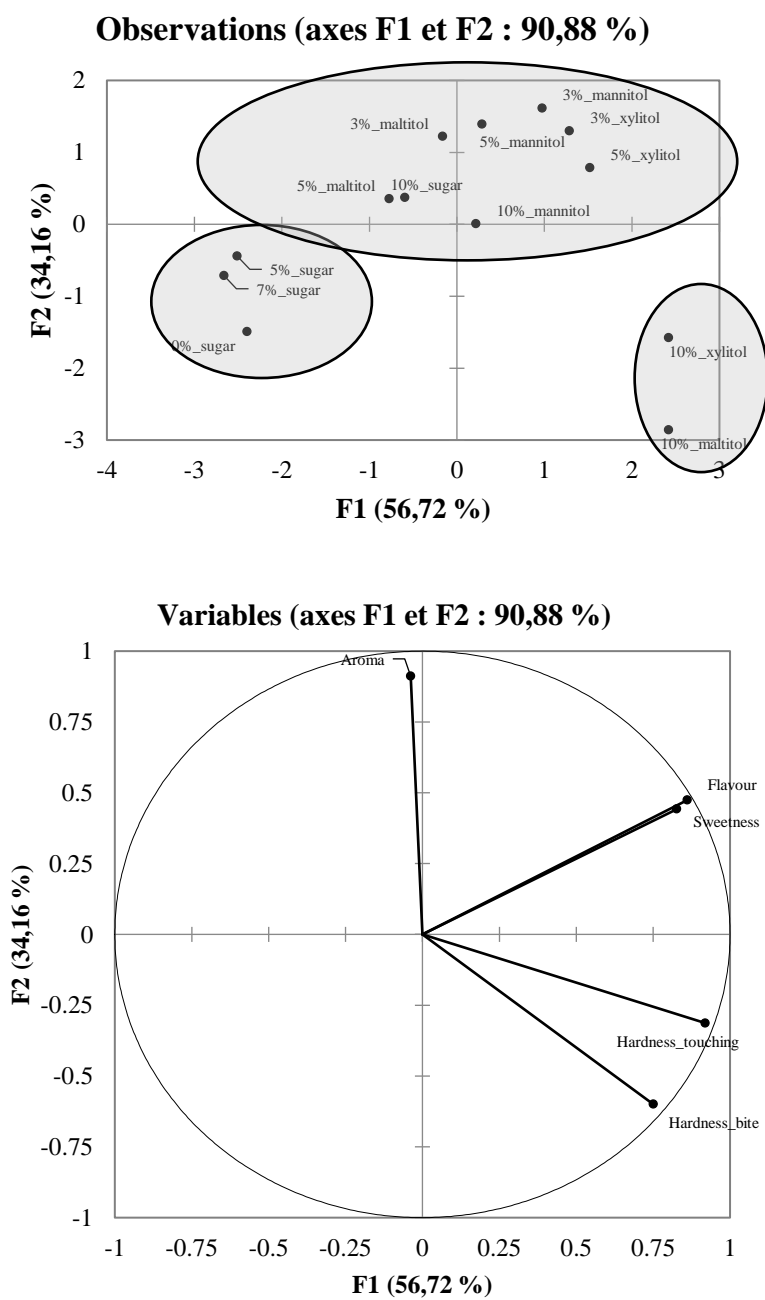 Observations (axes F1 et F2 : 90,88 %)
2
3%_mannitol
3%_maltitol
3%_xylitol
1
5%_mannitol
5%_xylitol
5%_maltitol
10%_sugar
10%_mannitol
0
5%_sugar
7%_sugar
-1
0%_sugar
10%_xylitol
-2
10%_maltitol
-3
F2 (34,16 %)
-4 -3 -2 -1 0 1 2 3
F1 (56,72 %)
Variables (axes F1 et F2 : 90,88 %)
1
Aroma
0.75
Flavour
0.5
Sweetness
0.25
0
-0.25
Hardness_touching
-0.5
Hardness_bite
-0.75
-1
F2 (34,16 %)
-1 -0.75 -0.5 -0.25 0 0.25 0.5 0.75 1
F1 (56,72 %)